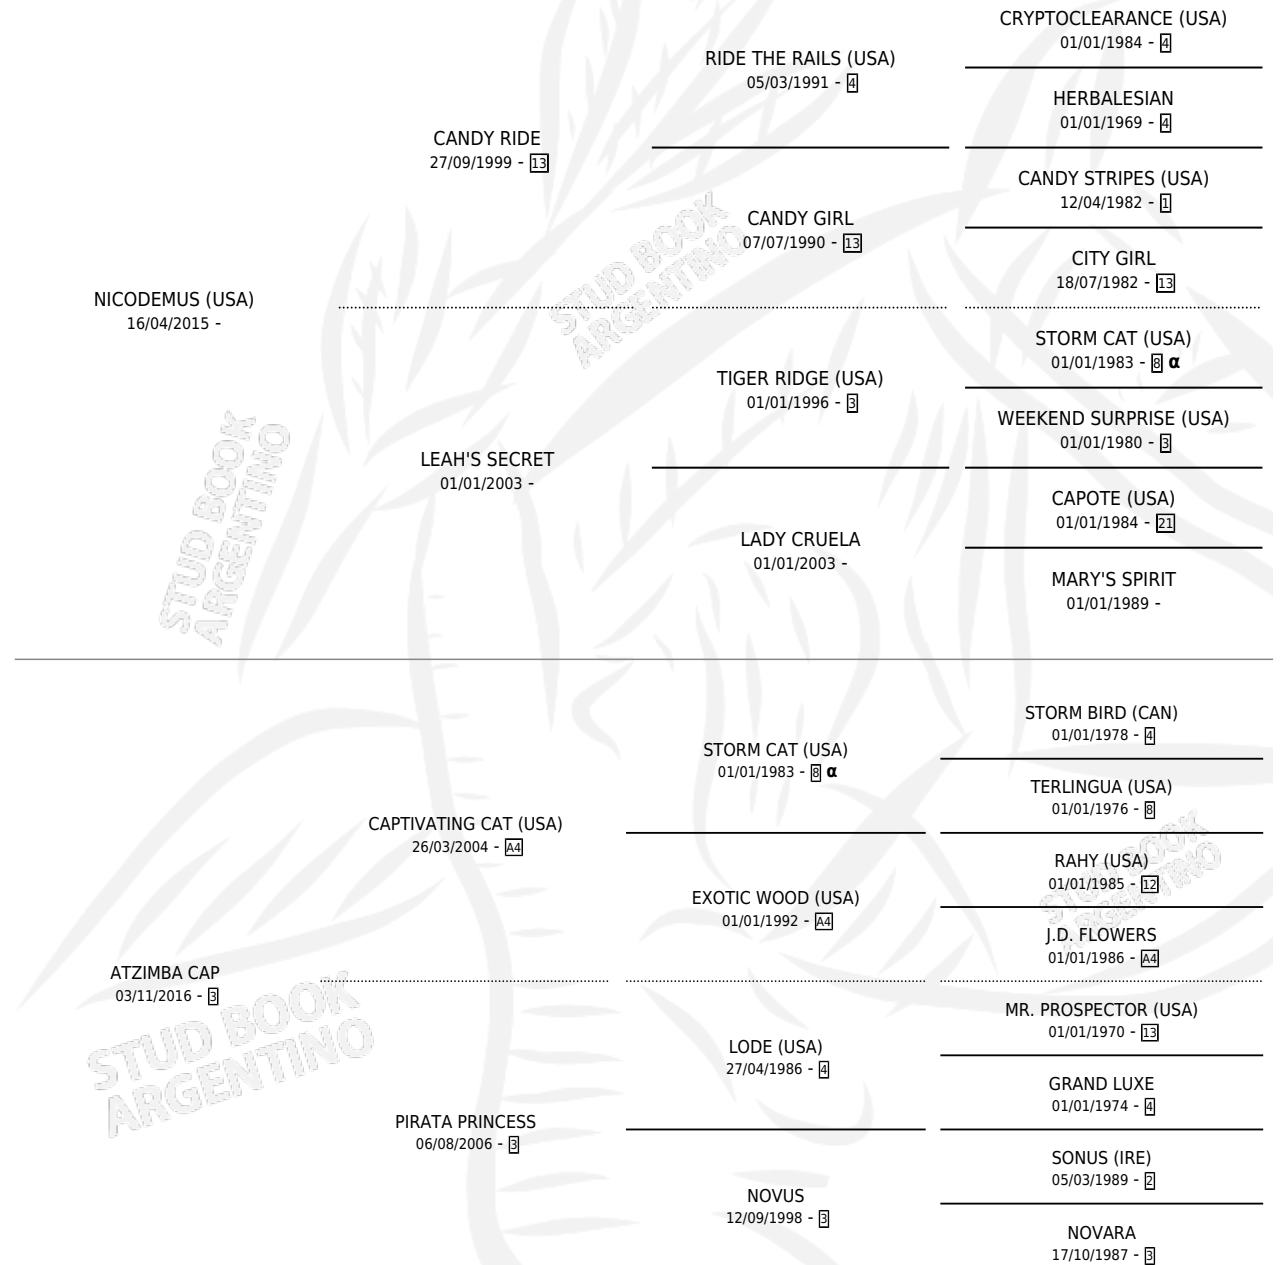 CRYPTOCLEARANCE (USA)
01/01/1984 - 4
RIDE THE RAILS (USA)
05/03/1991 - 4
HERBALESIAN
01/01/1969 - 4
CANDY RIDE
27/09/1999 - 13
CANDY STRIPES (USA)
12/04/1982 - 1
CANDY GIRL
07/07/1990 - 13
CITY GIRL
18/07/1982 - 13
NICODEMUS (USA)
16/04/2015 -
STORM CAT (USA)
01/01/1983 - 8 α
TIGER RIDGE (USA)
01/01/1996 - 3
WEEKEND SURPRISE (USA)
01/01/1980 - 3
LEAH'S SECRET
01/01/2003 -
CAPOTE (USA)
01/01/1984 - 21
LADY CRUELA
01/01/2003 -
MARY'S SPIRIT
01/01/1989 -
STORM BIRD (CAN)
01/01/1978 - 4
STORM CAT (USA)
01/01/1983 - 8 α
TERLINGUA (USA)
01/01/1976 - 8
CAPTIVATING CAT (USA)
26/03/2004 - A4
RAHY (USA)
01/01/1985 - 12
EXOTIC WOOD (USA)
01/01/1992 - A4
J.D. FLOWERS
01/01/1986 - A4
ATZIMBA CAP
03/11/2016 - 3
MR. PROSPECTOR (USA)
01/01/1970 - 13
LODE (USA)
27/04/1986 - 4
GRAND LUXE
01/01/1974 - 4
PIRATA PRINCESS
06/08/2006 - 3
SONUS (IRE)
05/03/1989 - 2
NOVUS
12/09/1998 - 3
NOVARA
17/10/1987 - 3
STUD BOOK
ARGENTINO
STUD BOOK
ARGENTINO
STUD BOOK
ARGENTINO
STUD BOOK
ARGENTINO